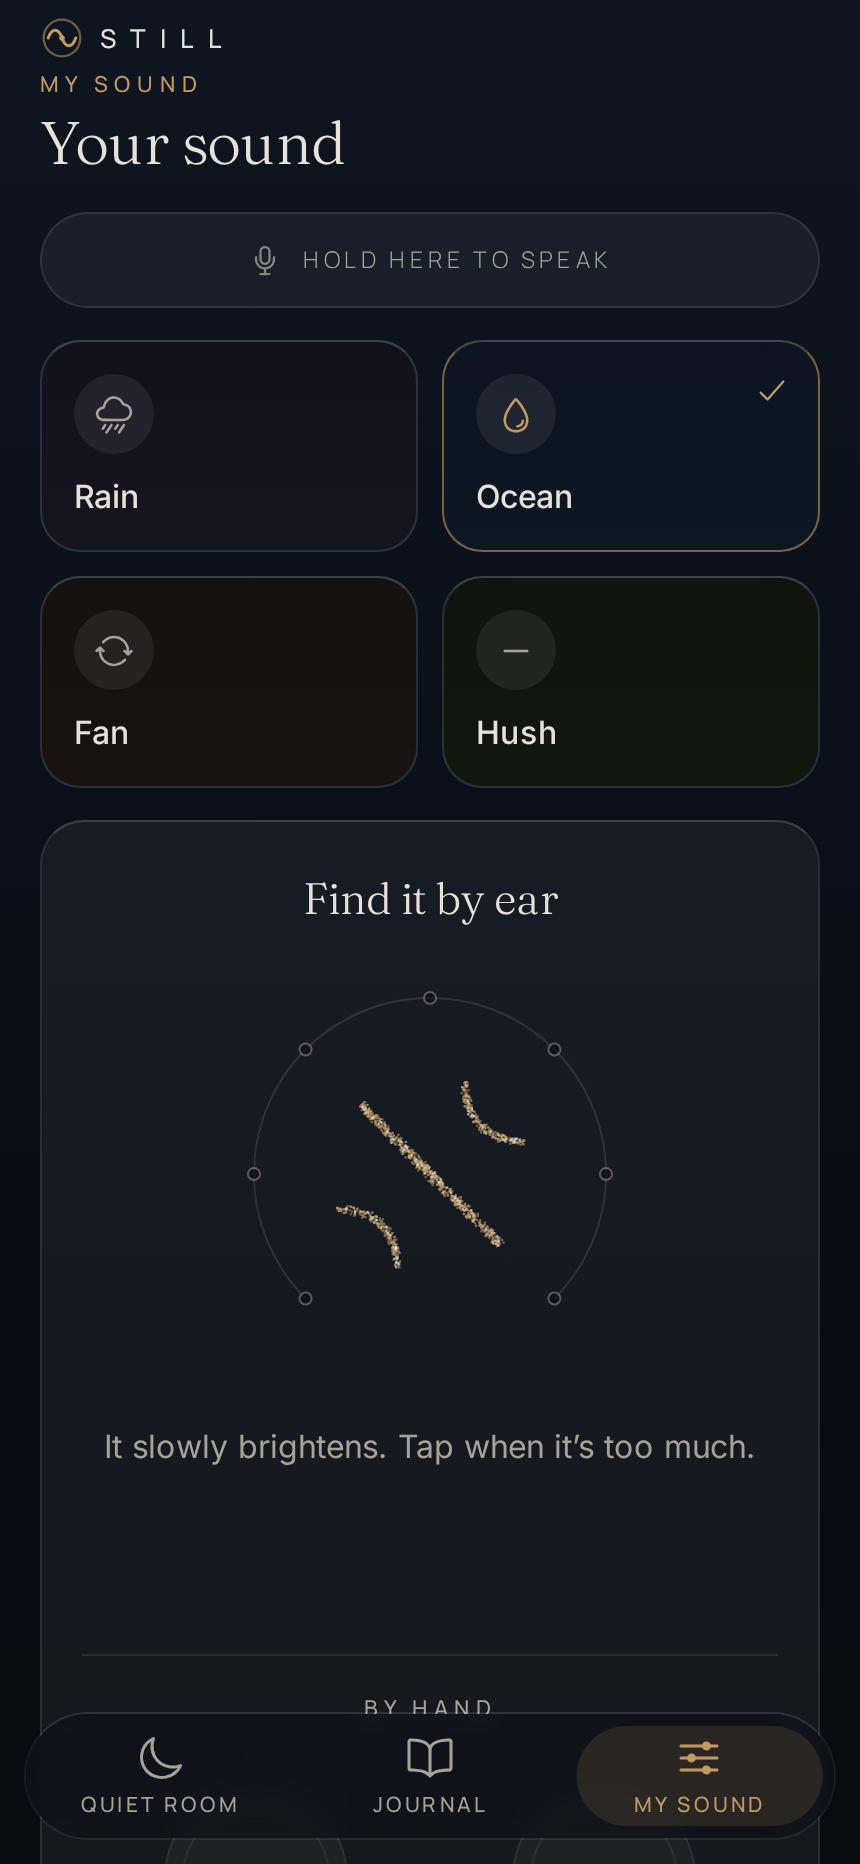 STILL
MY SOUND
Your sound
HOLD HERE TO SPEAK
Rain
Ocean
Fan
Hush
Find it by ear
It slowly brightens. Tap when it’s too much.
BY HAND
QUIET ROOM
JOURNAL
MY SOUND